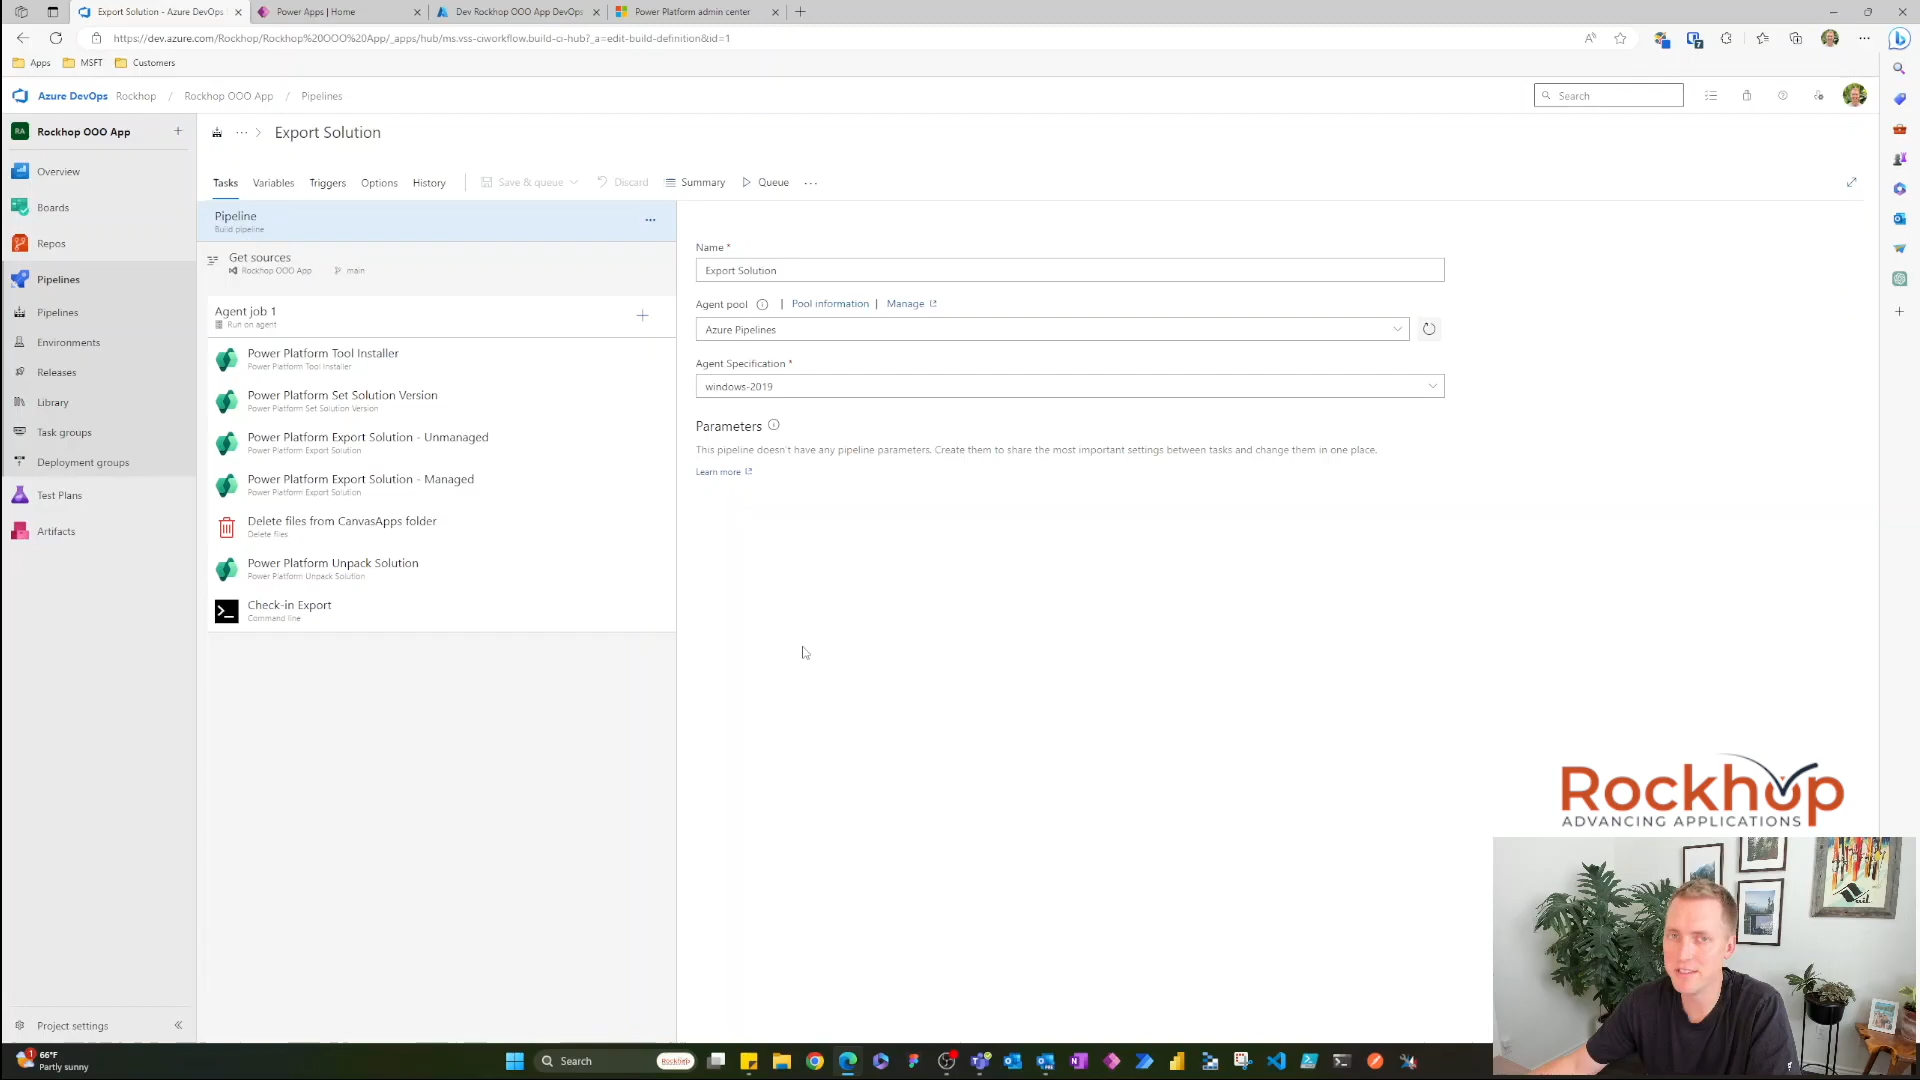 Export Solution - Azure DevOps
Power Apps | Home
Dev Rockhop OOO App DevOps
Power Platform admin center
https://dev.azure.com/Rockhop/Rockhop%20OOO%20App/_apps/hub/ms.vss-ciworkflow.build-ci-hub?_a=edit-build-definition&id=1
Apps
MSFT
Customers
Azure DevOps Rockhop / Rockhop OOO App / Pipelines
Search
RA Rockhop OOO App
Export Solution
Overview
Boards
Repos
Pipelines
Pipelines
Environments
Releases
Library
Task groups
Deployment groups
Test Plans
Artifacts
Project settings
Tasks Variables Triggers Options History
Save & queue
Discard
Summary
Queue
Pipeline
Build pipeline
Get sources
Rockhop OOO App main
Agent job 1
Run on agent
Power Platform Tool Installer
Power Platform Tool Installer
Power Platform Set Solution Version
Power Platform Set Solution Version
Power Platform Export Solution - Unmanaged
Power Platform Export Solution
Power Platform Export Solution - Managed
Power Platform Export Solution
Delete files from CanvasApps folder
Delete files
Power Platform Unpack Solution
Power Platform Unpack Solution
Check-in Export
Command line
Name *
Export Solution
Agent pool | Pool information | Manage
Azure Pipelines
Agent Specification *
windows-2019
Parameters
This pipeline doesn't have any pipeline parameters. Create them to share the most important settings between tasks and change them in one place.
Learn more
Rockhop
ADVANCING APPLICATIONS
1
66°F
Partly sunny
Search
Rockhop